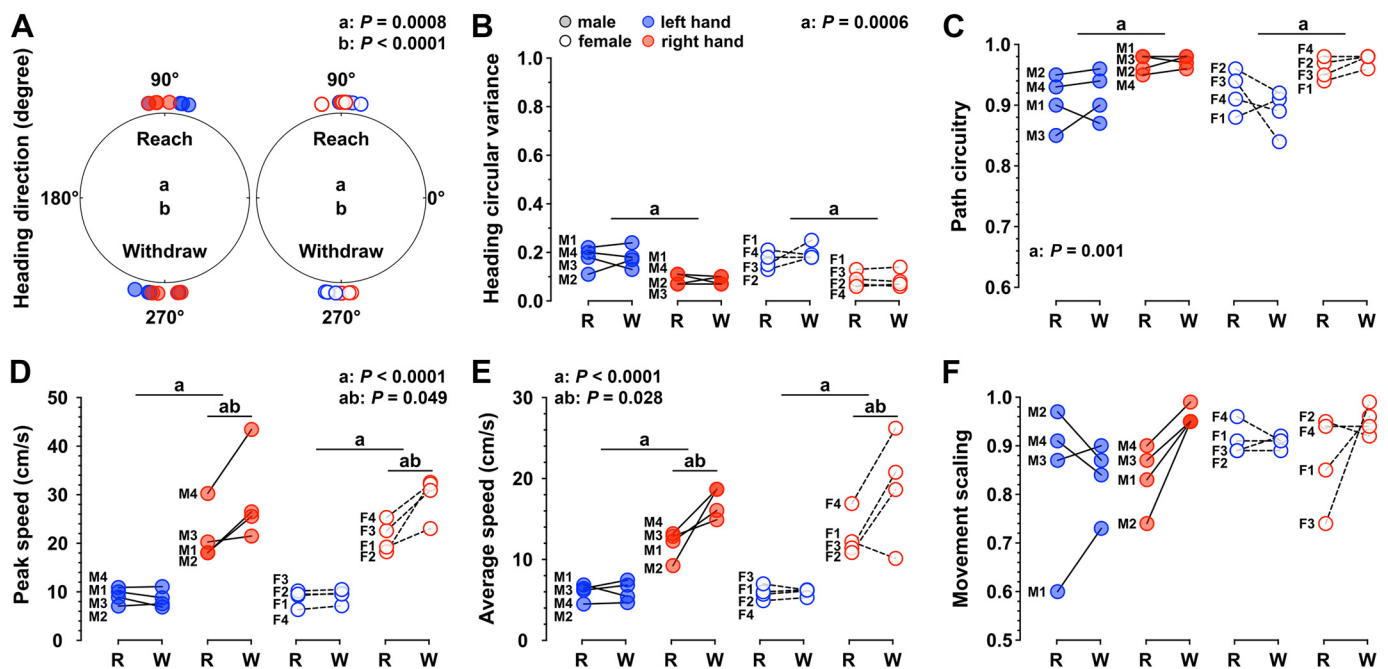 A
a: P = 0.0008
b: P < 0.0001
Heading direction (degree)
90°
90°
Reach
Reach
180°
a
b
a
b
0°
Withdraw
Withdraw
270°
270°
B
male
left hand
female
right hand
a: P = 0.0006
Heading circular variance
1.0
0.8
0.6
0.4
0.2
0.0
a
a
M1
M4
M3
M2
M1
M4
M2
M3
F1
F4
F3
F2
F1
F3
F2
F4
R W R W R W R W
C
Path circuitry
1.0
0.9
0.8
0.7
0.6
a
a
M2
M4
M1
M3
M1
M3
M2
M4
F2
F3
F4
F1
F4
F2
F3
F1
a: P = 0.001
R W R W R W R W
D
a: P < 0.0001
ab: P = 0.049
Peak speed (cm/s)
50
40
30
20
10
0
a
ab
a
ab
M4
M1
M3
M2
M4
M3
M1
M2
F3
F2
F1
F4
F4
F3
F1
F2
R W R W R W R W
E
a: P < 0.0001
ab: P = 0.028
Average speed (cm/s)
40
30
20
10
0
a
ab
a
ab
M1
M3
M4
M2
M4
M3
M1
M2
F3
F1
F2
F4
F4
F1
F3
F2
R W R W R W R W
F
Movement scaling
1.0
0.9
0.8
0.7
0.6
0.5
M2
M4
M3
M1
M4
M3
M1
M2
F4
F1
F3
F2
F2
F4
F1
F3
R W R W R W R W